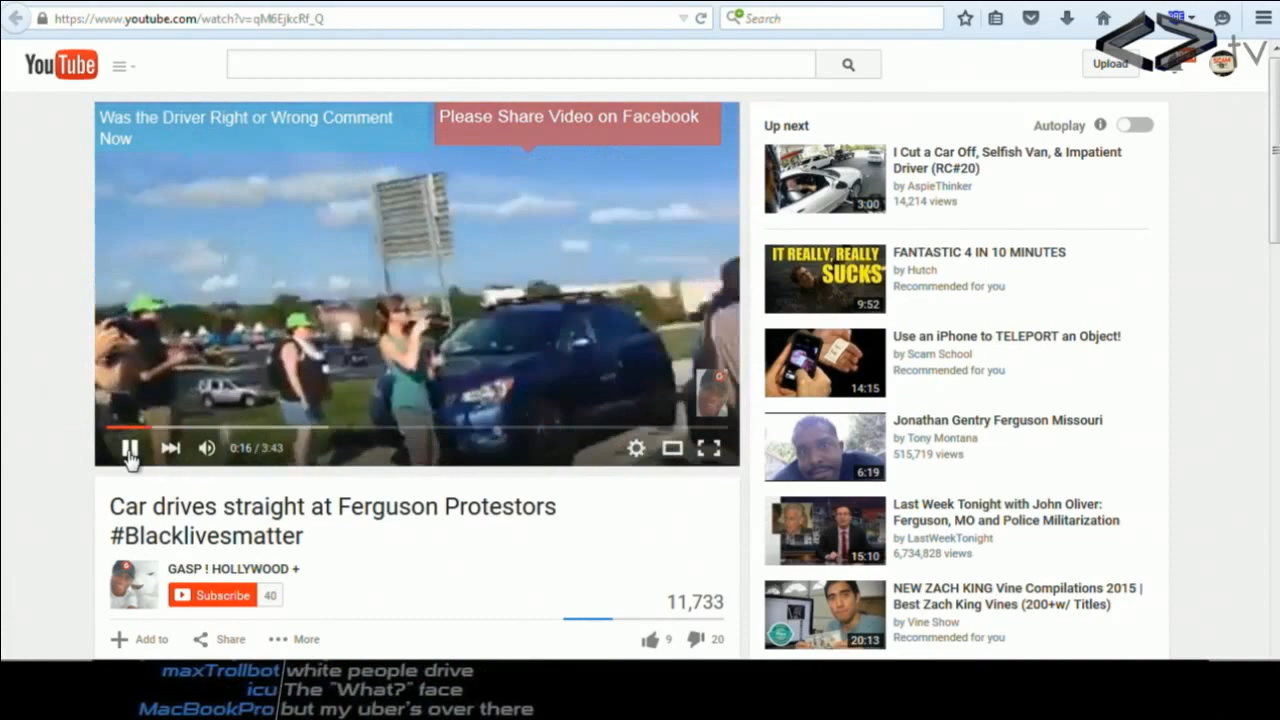 https://www.youtube.com/watch?v=qM6EjkcRf_Q
Search
tv
YouTube
Upload
Was the Driver Right or Wrong Comment
Now
Please Share Video on Facebook
0:16 / 3:43
Car drives straight at Ferguson Protestors
#Blacklivesmatter
GASP ! HOLLYWOOD +
Subscribe 40
11,733
Add to Share More
9 20
Up next
Autoplay
3:00
I Cut a Car Off, Selfish Van, & Impatient
Driver (RC#20)
by AspieThinker
14,214 views
IT REALLY, REALLY
SUCKS
9:52
FANTASTIC 4 IN 10 MINUTES
by Hutch
Recommended for you
14:15
Use an iPhone to TELEPORT an Object!
by Scam School
Recommended for you
6:19
Jonathan Gentry Ferguson Missouri
by Tony Montana
515,719 views
15:10
Last Week Tonight with John Oliver:
Ferguson, MO and Police Militarization
by LastWeekTonight
6,734,828 views
20:13
NEW ZACH KING Vine Compilations 2015 |
Best Zach King Vines (200+w/ Titles)
by Vine Show
Recommended for you
maxTrollbot white people drive
icu The "What?" face
MacBookPro but my uber's over there